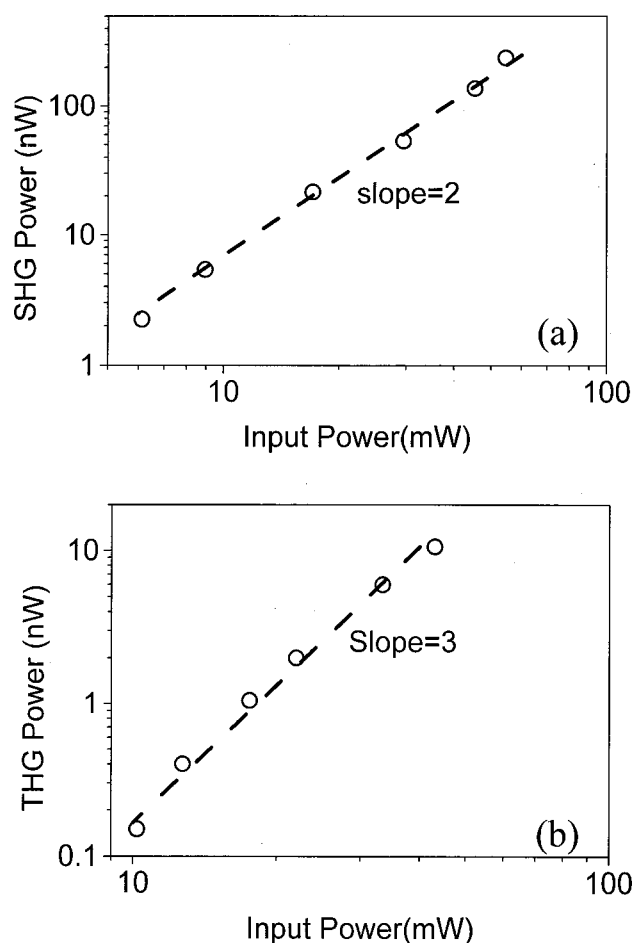 100
10
1
SHG Power (nW)
slope=2
(a)
10
100
Input Power(mW)
10
1
0.1
THG Power (nW)
Slope=3
(b)
10
100
Input Power(mW)